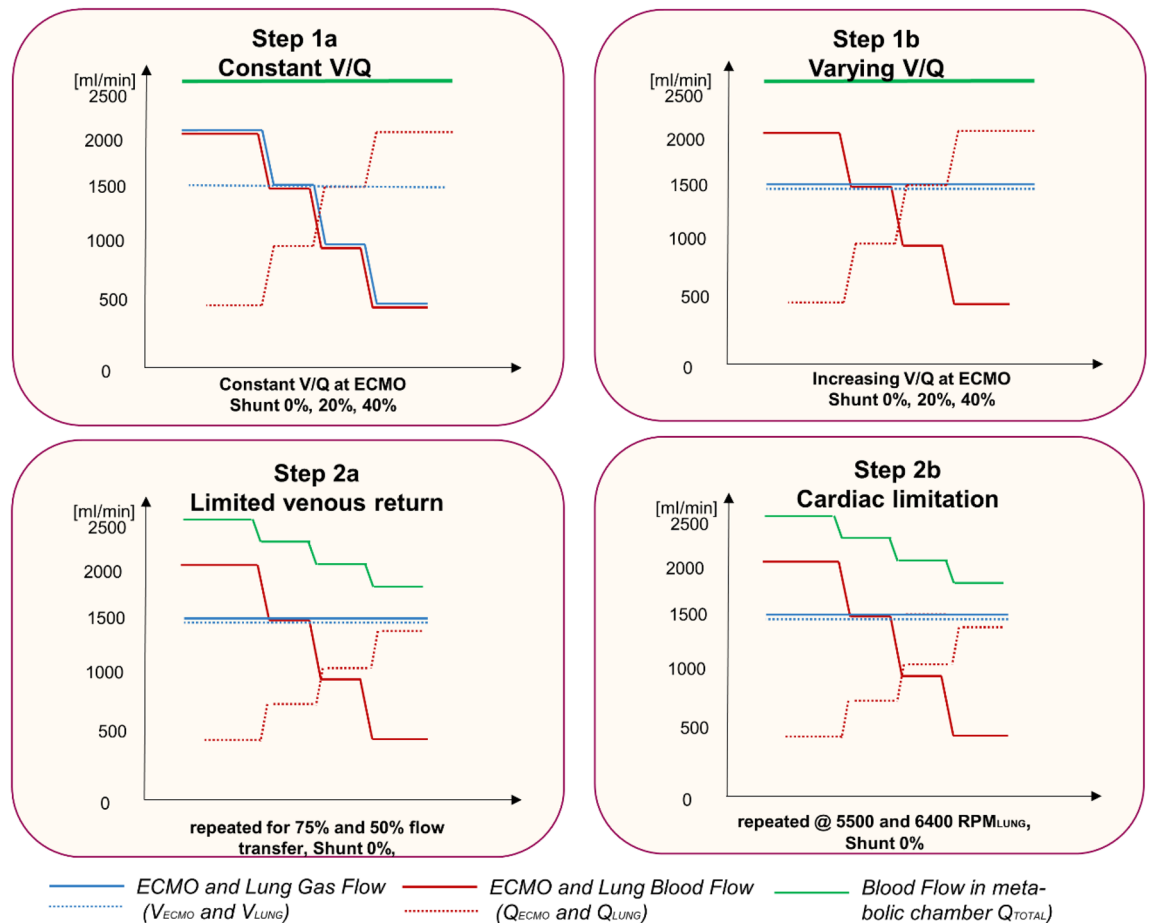 Step 1a
Constant V/Q
[ml/min]
2500
2000
1500
1000
500
0
Constant V/Q at ECMO
Shunt 0%, 20%, 40%
Step 1b
Varying V/Q
[ml/min]
2500
2000
1500
1000
500
0
Increasing V/Q at ECMO
Shunt 0%, 20%, 40%
Step 2a
Limited venous return
[ml/min]
2500
2000
1500
1000
500
0
repeated for 75% and 50% flow
transfer, Shunt 0%,
Step 2b
Cardiac limitation
[ml/min]
2500
2000
1500
1000
500
0
repeated @ 5500 and 6400 RPMLUNG,
Shunt 0%
ECMO and Lung Gas Flow
(VECMO and VLUNG)
ECMO and Lung Blood Flow
(QECMO and QLUNG)
Blood Flow in meta-
bolic chamber QTOTAL)